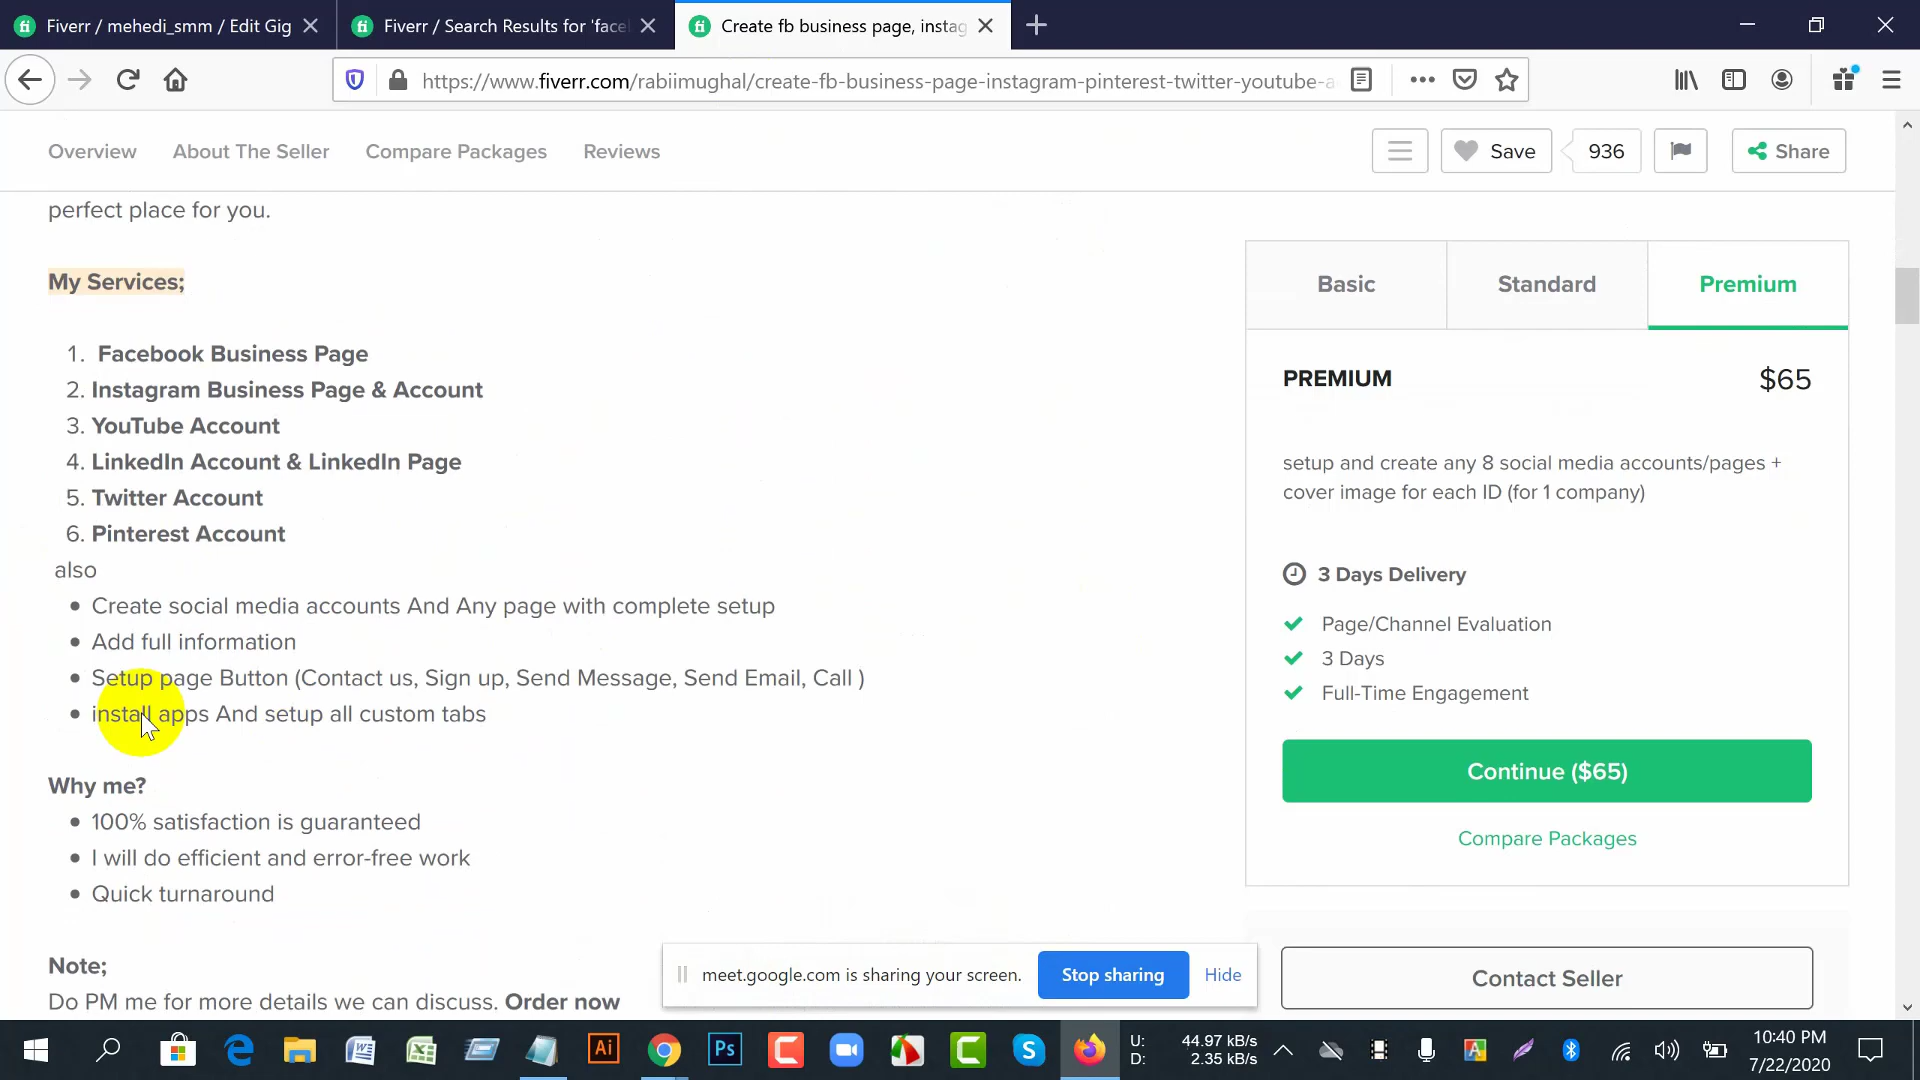 Fiverr / mehedi_smm / Edit Gig
Fiverr / Search Results for 'face
Create fb business page, instag
https://www.fiverr.com/rabiimughal/create-fb-business-page-instagram-pinterest-twitter-youtube-a
Overview
About The Seller
Compare Packages
Reviews
Save
936
Share
perfect place for you.
My Services;
1. Facebook Business Page
2. Instagram Business Page & Account
3. YouTube Account
4. LinkedIn Account & LinkedIn Page
5. Twitter Account
6. Pinterest Account
also
Create social media accounts And Any page with complete setup
Add full information
Setup page Button (Contact us, Sign up, Send Message, Send Email, Call )
install apps And setup all custom tabs
Why me?
100% satisfaction is guaranteed
I will do efficient and error-free work
Quick turnaround
Note;
Do PM me for more details we can discuss. Order now
Basic
Standard
Premium
PREMIUM
$65
setup and create any 8 social media accounts/pages +
cover image for each ID (for 1 company)
3 Days Delivery
Page/Channel Evaluation
3 Days
Full-Time Engagement
Continue ($65)
Compare Packages
Contact Seller
meet.google.com is sharing your screen.
Stop sharing
Hide
Ai
Ps
U: 44.97 kB/s
D: 2.35 kB/s
10:40 PM
7/22/2020